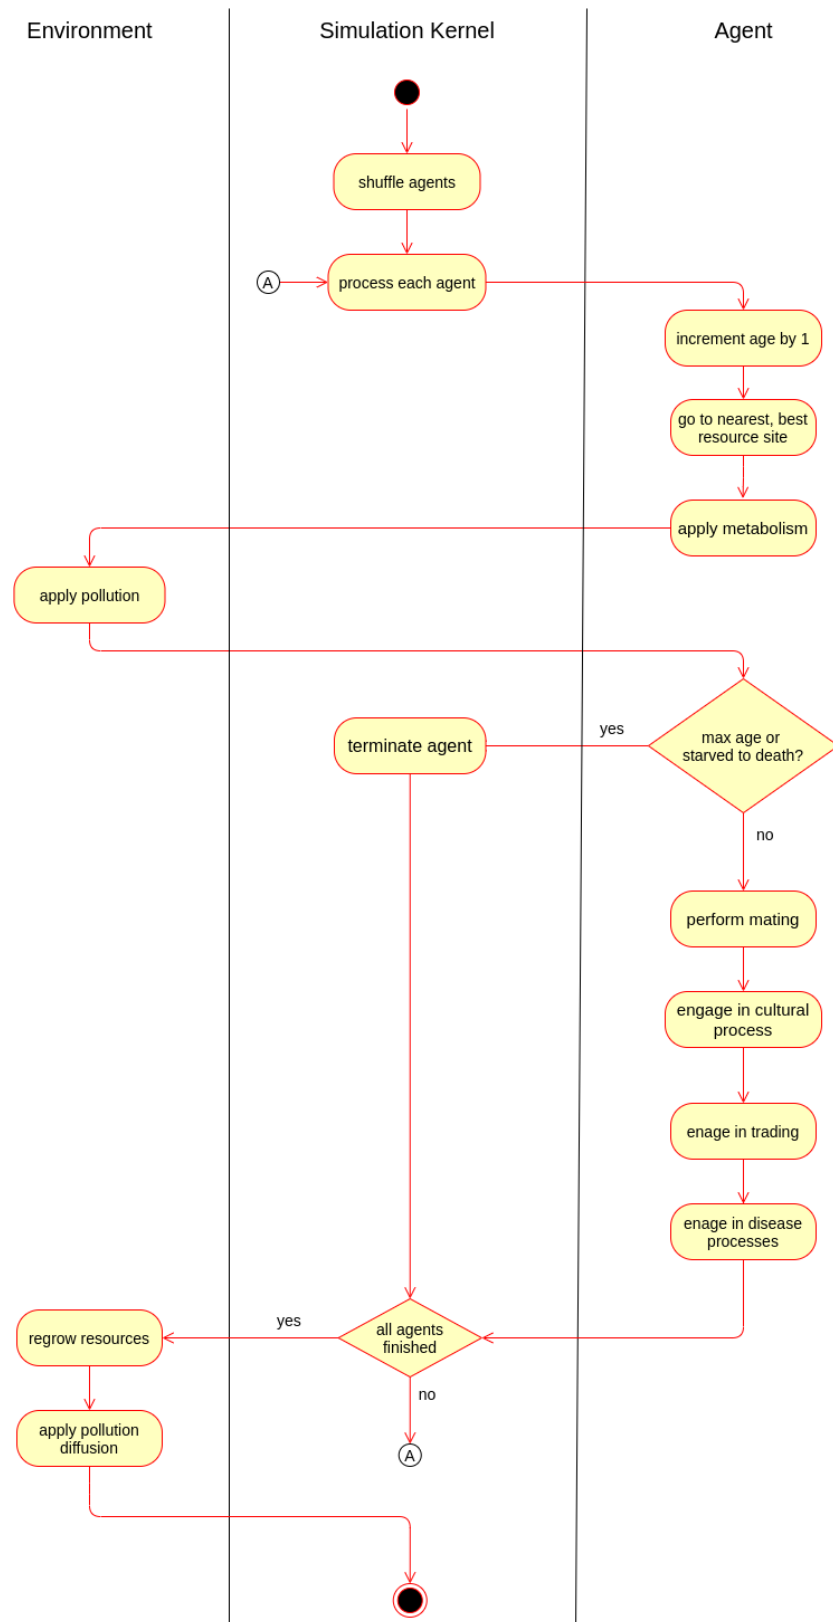 Environment
Simulation Kernel
Agent
shuffle agents
A
process each agent
increment age by 1
go to nearest, best
resource site
apply metabolism
apply pollution
max age or
starved to death?
yes
terminate agent
no
perform mating
engage in cultural
process
enage in trading
enage in disease
processes
all agents
finished
yes
regrow resources
no
apply pollution
diffusion
A